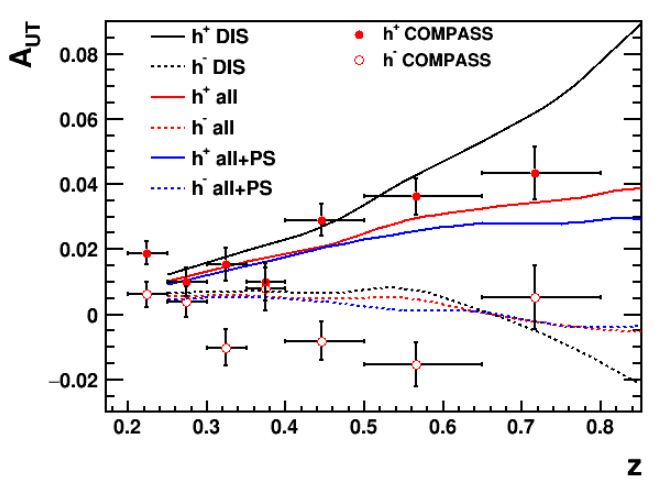 A_UT
h⁺ DIS
h⁻ DIS
h⁺ all
h⁻ all
h⁺ all+PS
h⁻ all+PS
h⁺ COMPASS
h⁻ COMPASS
0.08
0.06
0.04
0.02
0
−0.02
0.2 0.3 0.4 0.5 0.6 0.7 0.8
z